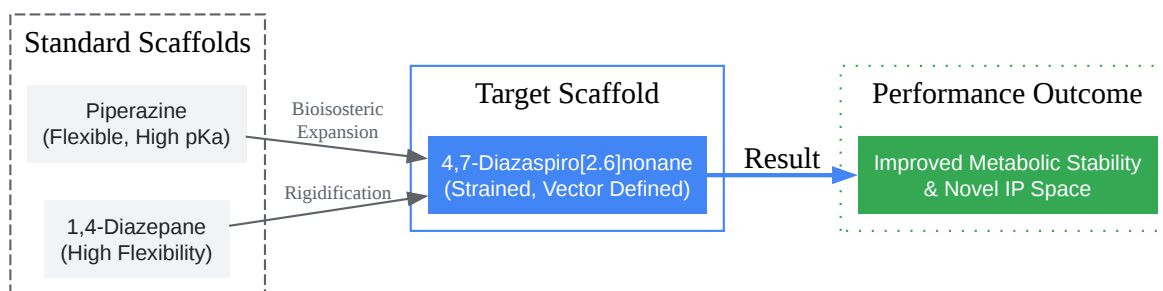 Standard Scaffolds
Piperazine
(Flexible, High pKa)
1,4-Diazepane
(High Flexibility)
Bioisosteric
Expansion
Rigidification
Target Scaffold
4,7-Diazaspiro[2.6]nonane
(Strained, Vector Defined)
Result
Performance Outcome
Improved Metabolic Stability
& Novel IP Space